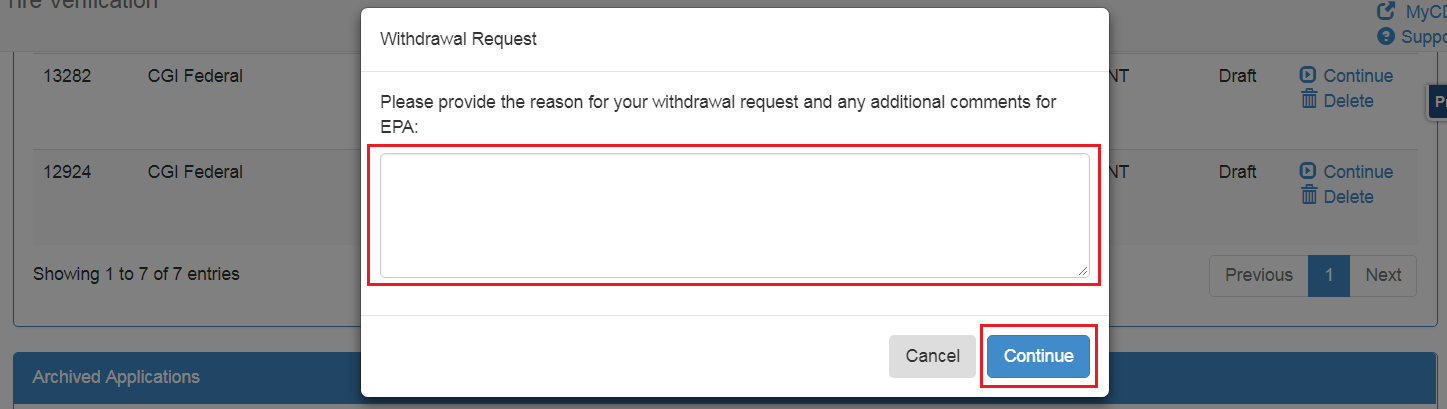 Verification
MyCD
Suppo
Withdrawal Request
13282 CGI Federal NT Draft Continue
Delete
Please provide the reason for your withdrawal request and any additional comments for
EPA:
12924 CGI Federal NT Draft Continue
Delete
Showing 1 to 7 of 7 entries
Previous 1 Next
Cancel Continue
Archived Applications